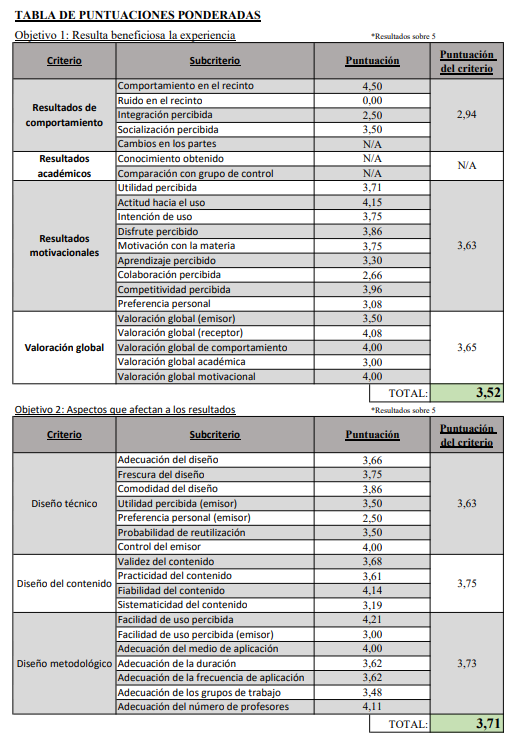 TABLA DE PUNTUACIONES PONDERADAS
Objetivo 1: Resulta beneficiosa la experiencia *Resultados sobre 5
Criterio Subcriterio Puntuación Puntuación del criterio
Resultados de comportamiento 2,94
Comportamiento en el recinto 4,50
Ruido en el recinto 0,00
Integración percibida 2,50
Socialización percibida 3,50
Cambios en los partes N/A
Resultados académicos N/A
Conocimiento obtenido N/A
Comparación con grupo de control N/A
Resultados motivacionales 3,63
Utilidad percibida 3,71
Actitud hacia el uso 4,15
Intención de uso 3,75
Disfrute percibido 3,86
Motivación con la materia 3,75
Aprendizaje percibido 3,30
Colaboración percibida 2,66
Competitividad percibida 3,96
Preferencia personal 3,08
Valoración global 3,65
Valoración global (emisor) 3,50
Valoración global (receptor) 4,08
Valoración global de comportamiento 4,00
Valoración global académica 3,00
Valoración global motivacional 4,00
TOTAL: 3,52
Objetivo 2: Aspectos que afectan a los resultados *Resultados sobre 5
Criterio Subcriterio Puntuación Puntuación del criterio
Diseño técnico 3,63
Adecuación del diseño 3,66
Frescura del diseño 3,75
Comodidad del diseño 3,86
Utilidad percibida (emisor) 3,50
Preferencia personal (emisor) 2,50
Probabilidad de reutilización 3,50
Control del emisor 4,00
Diseño del contenido 3,75
Validez del contenido 3,68
Practicidad del contenido 3,61
Fiabilidad del contenido 4,14
Sistematicidad del contenido 3,19
Diseño metodológico 3,73
Facilidad de uso percibida 4,21
Facilidad de uso percibida (emisor) 3,00
Adecuación del medio de aplicación 4,00
Adecuación de la duración 3,62
Adecuación de la frecuencia de aplicación 3,62
Adecuación de los grupos de trabajo 3,48
Adecuación del número de profesores 4,11
TOTAL: 3,71